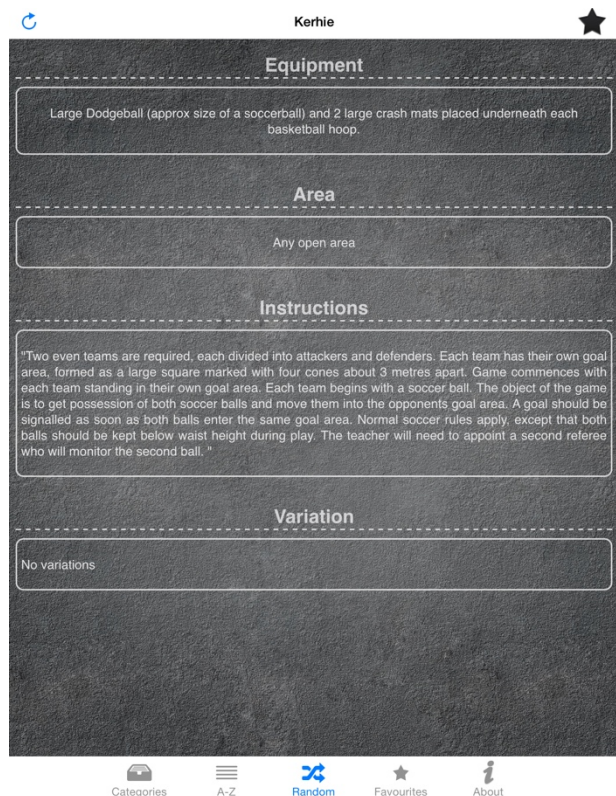 Kerhie
Equipment
Large Dodgeball (approx size of a soccerball) and 2 large crash mats placed underneath each
basketball hoop.
Area
Any open area
Instructions
"Two even teams are required, each divided into attackers and defenders. Each team has their own goal
area, formed as a large square marked with four cones about 3 metres apart. Game commences with
each team standing in their own goal area. Each team begins with a soccer ball. The object of the game
is to get possession of both soccer balls and move them into the opponents goal area. A goal should be
signalled as soon as both balls enter the same goal area. Normal soccer rules apply, except that both
balls should be kept below waist height during play. The teacher will need to appoint a second referee
who will monitor the second ball. "
Variation
No variations
Categories A-Z Random Favourites About